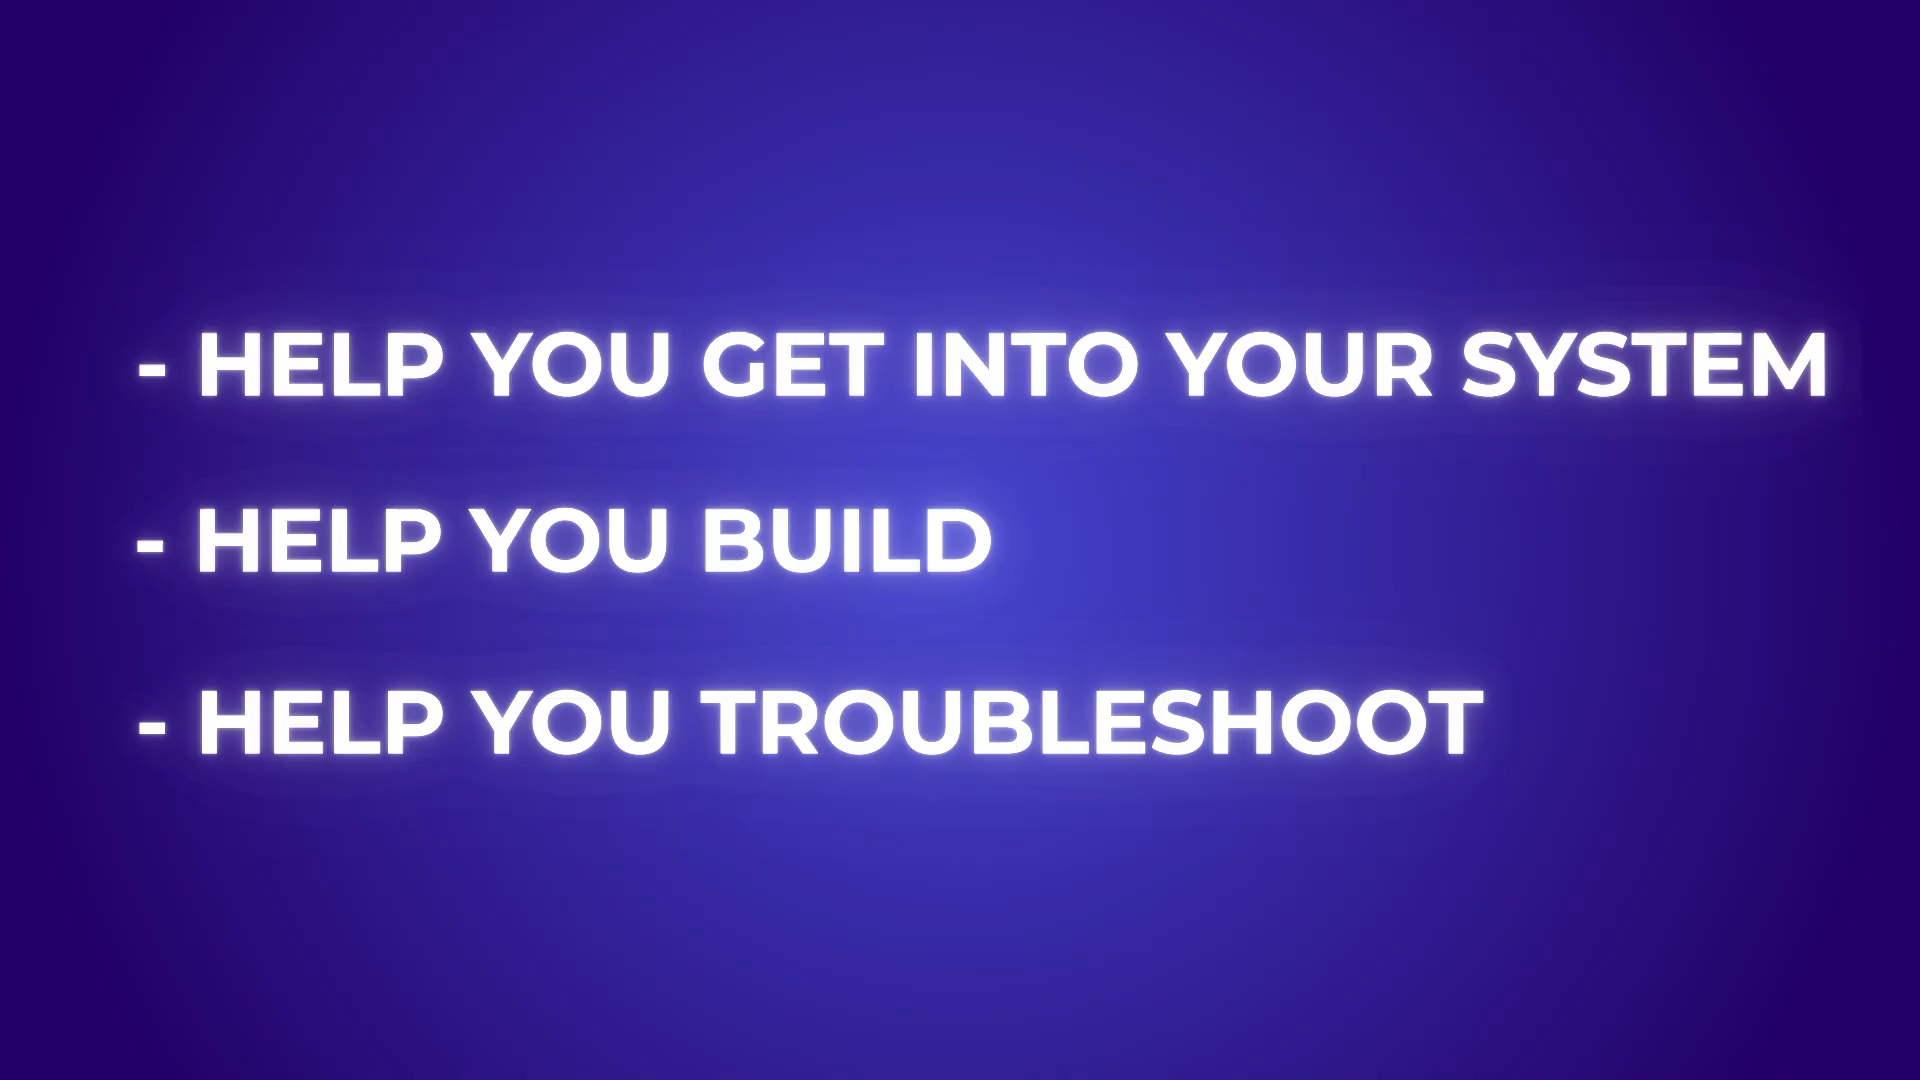 - HELP YOU GET INTO YOUR SYSTEM
- HELP YOU BUILD
- HELP YOU TROUBLESHOOT